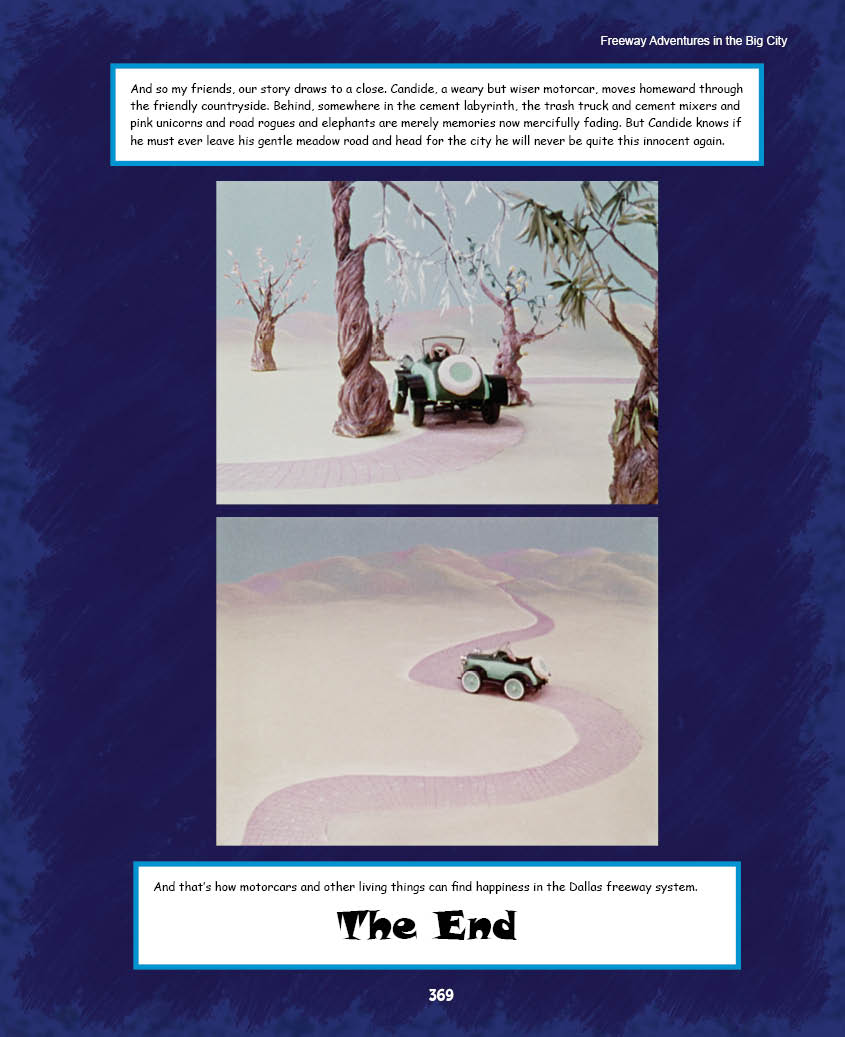 Freeway Adventures in the Big City
And so my friends, our story draws to a close. Candide, a weary but wiser motorcar, moves homeward through
the friendly countryside. Behind, somewhere in the cement labyrinth, the trash truck and cement mixers and
pink unicorns and road rogues and elephants are merely memories now mercifully fading. But Candide knows if
he must ever leave his gentle meadow road and head for the city he will never be quite this innocent again.
And that's how motorcars and other living things can find happiness in the Dallas freeway system.
The End
369